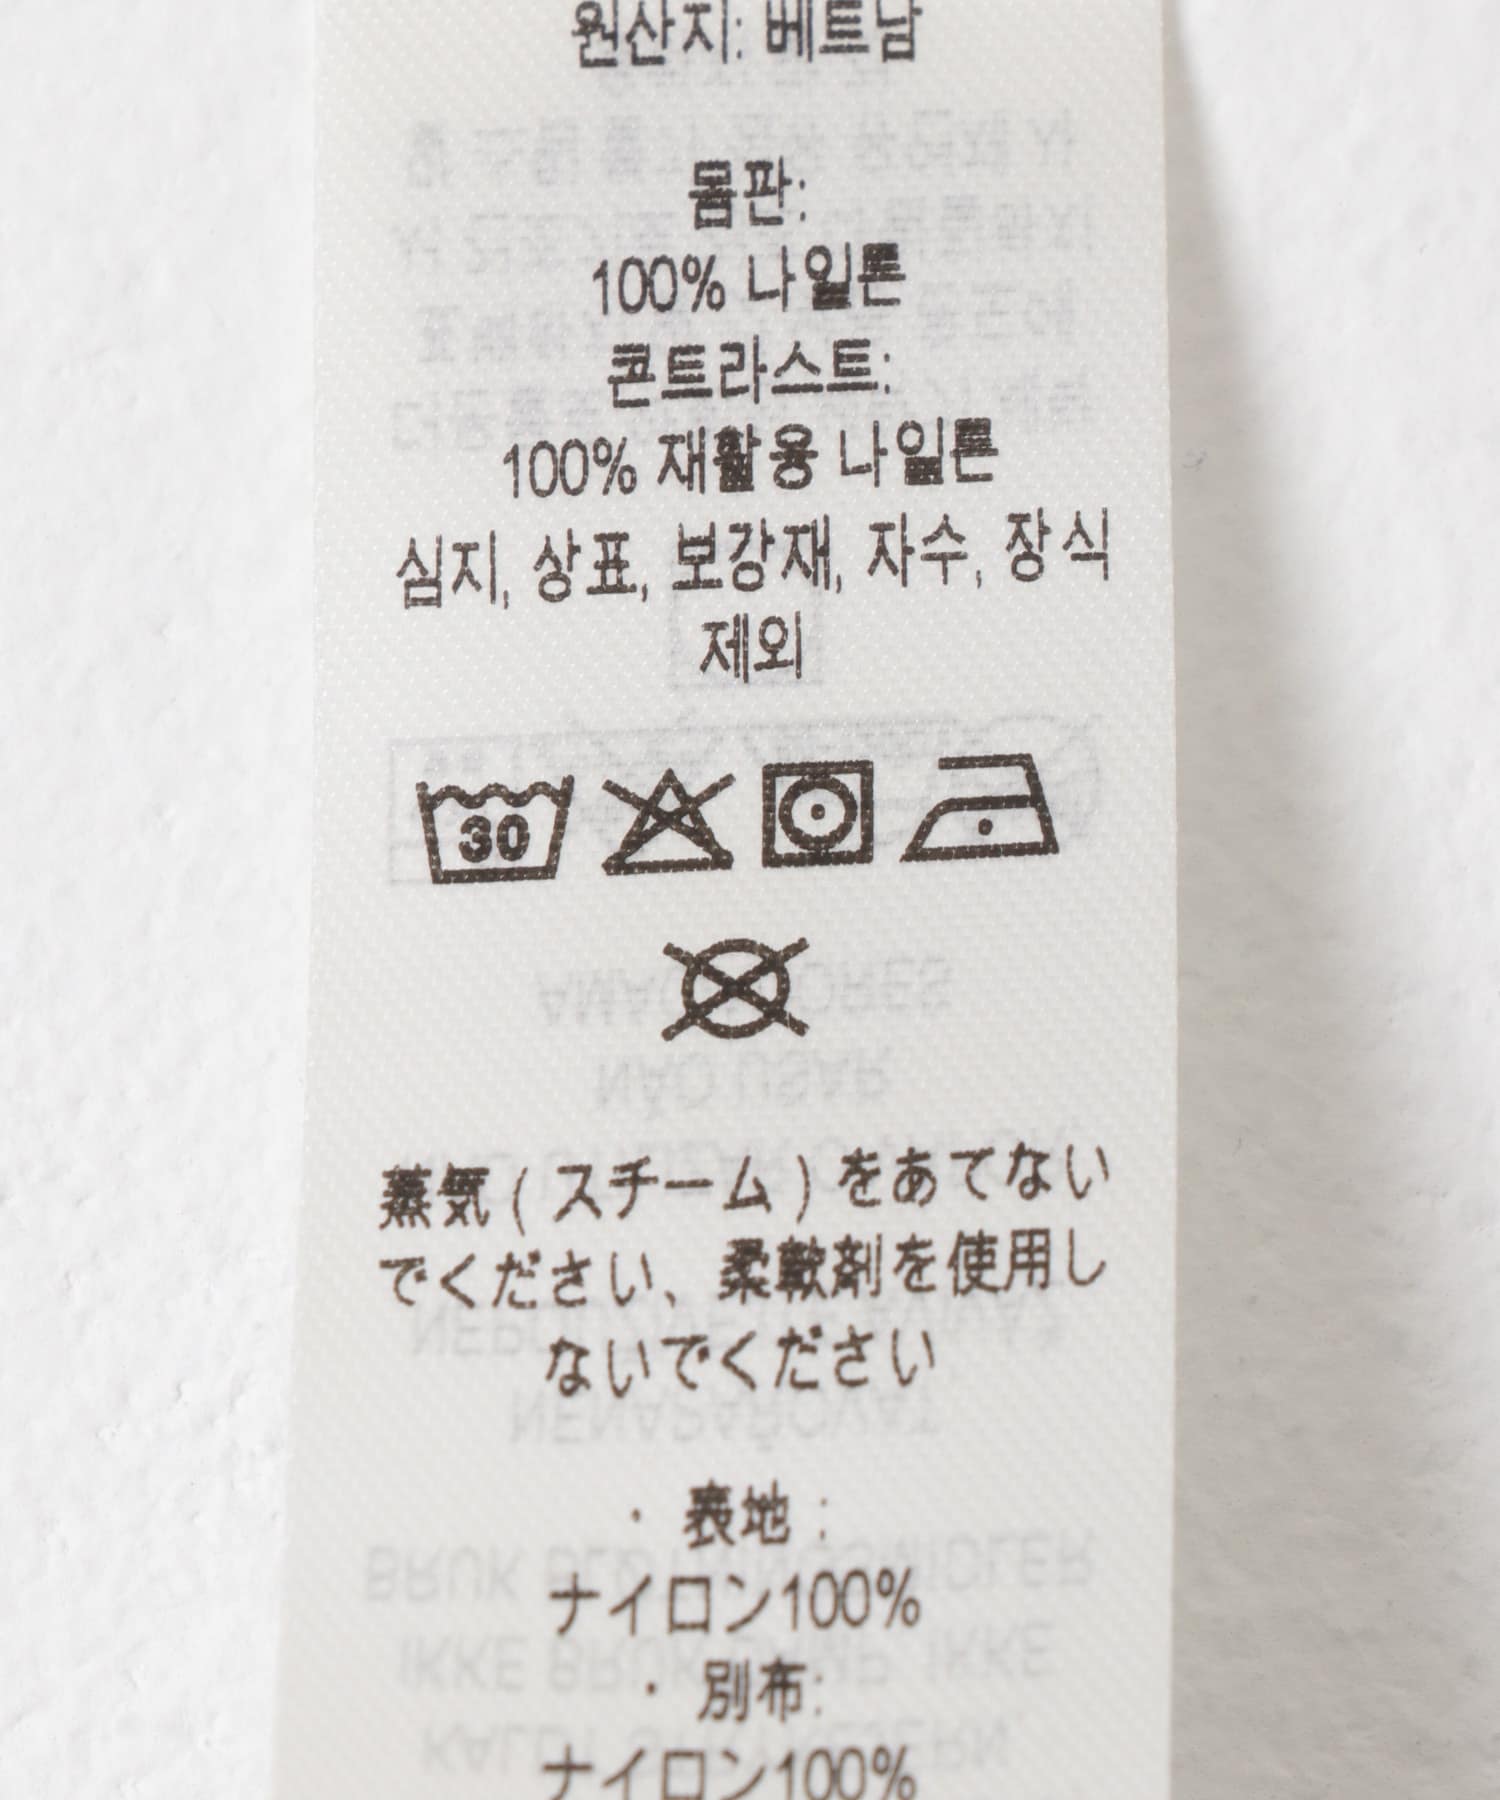 원산지: 베트남
몸판:
100% 나일론
콘트라스트:
100% 재활용 나일론
심지, 상표, 보강재, 자수, 장식
제외
30
蒸気(スチーム)をあてない
でください、柔軟剤を使用し
ないでください
・ 表地 :
ナイロン100%
・ 別布:
ナイロン100%